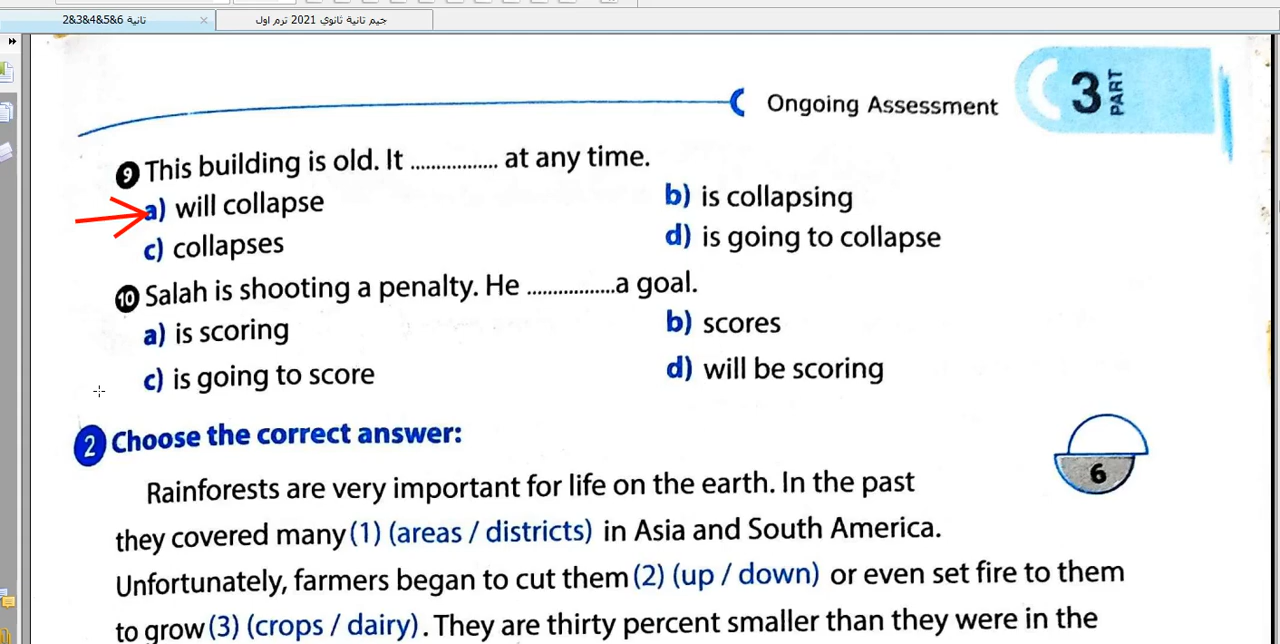 ثانية 2&3&4&5&6
جيم ثانية ثانوي 2021 ترم اول
Ongoing Assessment
3 PART
9 This building is old. It ................. at any time.
a) will collapse
b) is collapsing
c) collapses
d) is going to collapse
10 Salah is shooting a penalty. He .................a goal.
a) is scoring
b) scores
c) is going to score
d) will be scoring
2 Choose the correct answer:
6
Rainforests are very important for life on the earth. In the past
they covered many (1) (areas / districts) in Asia and South America.
Unfortunately, farmers began to cut them (2) (up / down) or even set fire to them
to grow (3) (crops / dairy). They are thirty percent smaller than they were in the